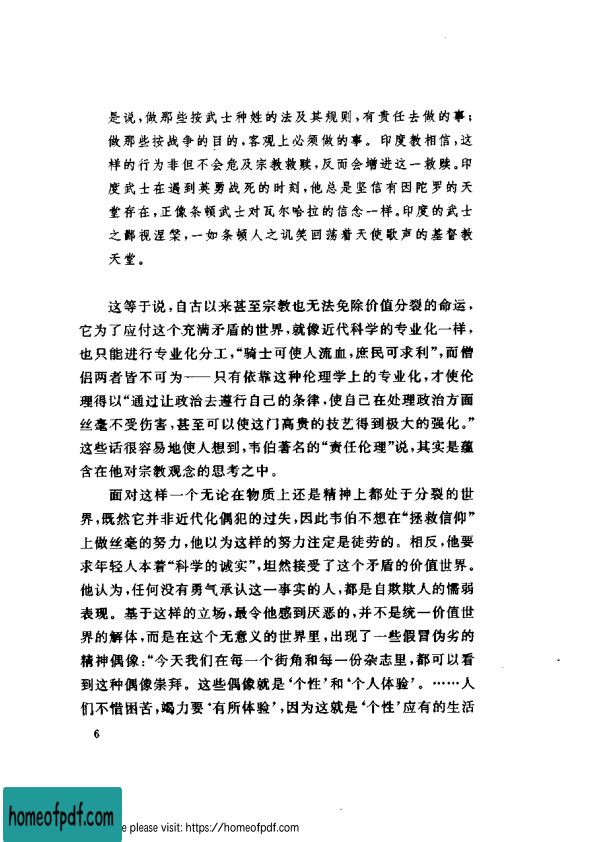 是说,做那些按武士种姓的法及其规则,有责任去做的事;
做那些按战争的目的,客观上必须做的事。印度教相信,这
样的行为非但不会危及宗教救赎,反而会增进这一救赎。印
度武士在遇到英勇战死的时刻,他总是坚信有因陀罗的天
堂存在,正像条顿武士对瓦尔哈拉的信念一样。印度的武士
之鄙视涅槃,一如条顿人之讥笑回荡着天使歌声的基督教
天堂。
这等于说,自古以来甚至宗教也无法免除价值分裂的命运,
它为了应付这个充满矛盾的世界,就像近代科学的专业化一样,
也只能进行专业化分工,“骑士可使人流血,庶民可求利”,而僧
侣两者皆不可为——只有依靠这种伦理学上的专业化,才使伦
理得以“通过让政治去遵行自己的条律,使自己在处理政治方面
丝毫不受伤害,甚至可以使这门高贵的技艺得到极大的强化。”
这些话很容易地使人想到,韦伯著名的“责任伦理”说,其实是蕴
含在他对宗教观念的思考之中。
面对这样一个无论在物质上还是精神上都处于分裂的世
界,既然它并非近代化偶犯的过失,因此韦伯不想在“拯救信仰”
上做丝毫的努力,他以为这样的努力注定是徒劳的。相反,他要
求年轻人本着“科学的诚实”,坦然接受了这个矛盾的价值世界。
他认为,任何没有勇气承认这一事实的人,都是自欺欺人的懦弱
表现。基于这样的立场,最令他感到厌恶的,并不是统一价值世
界的解体,而是在这个无意义的世界里,出现了一些假冒伪劣的
精神偶像:“今天我们在每一个街角和每一份杂志里,都可以看
到这种偶像崇拜。这些偶像就是‘个性’和‘个人体验’。……人
们不惜困苦,竭力要‘有所体验’,因为这就是‘个性’应有的生活
6
homeofpdf.com
e please visit: https://homeofpdf.com